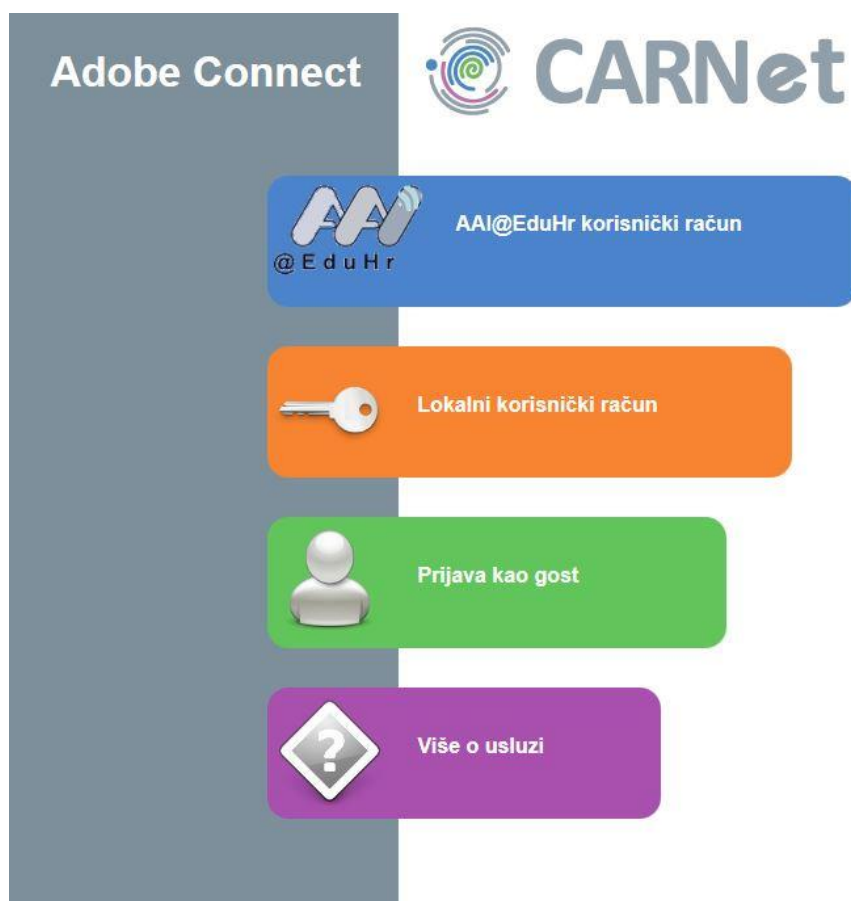 Adobe Connect
CARNet
AAI
@EduHr
AAI@EduHr korisnički račun
Lokalni korisnički račun
Prijava kao gost
?
Više o usluzi